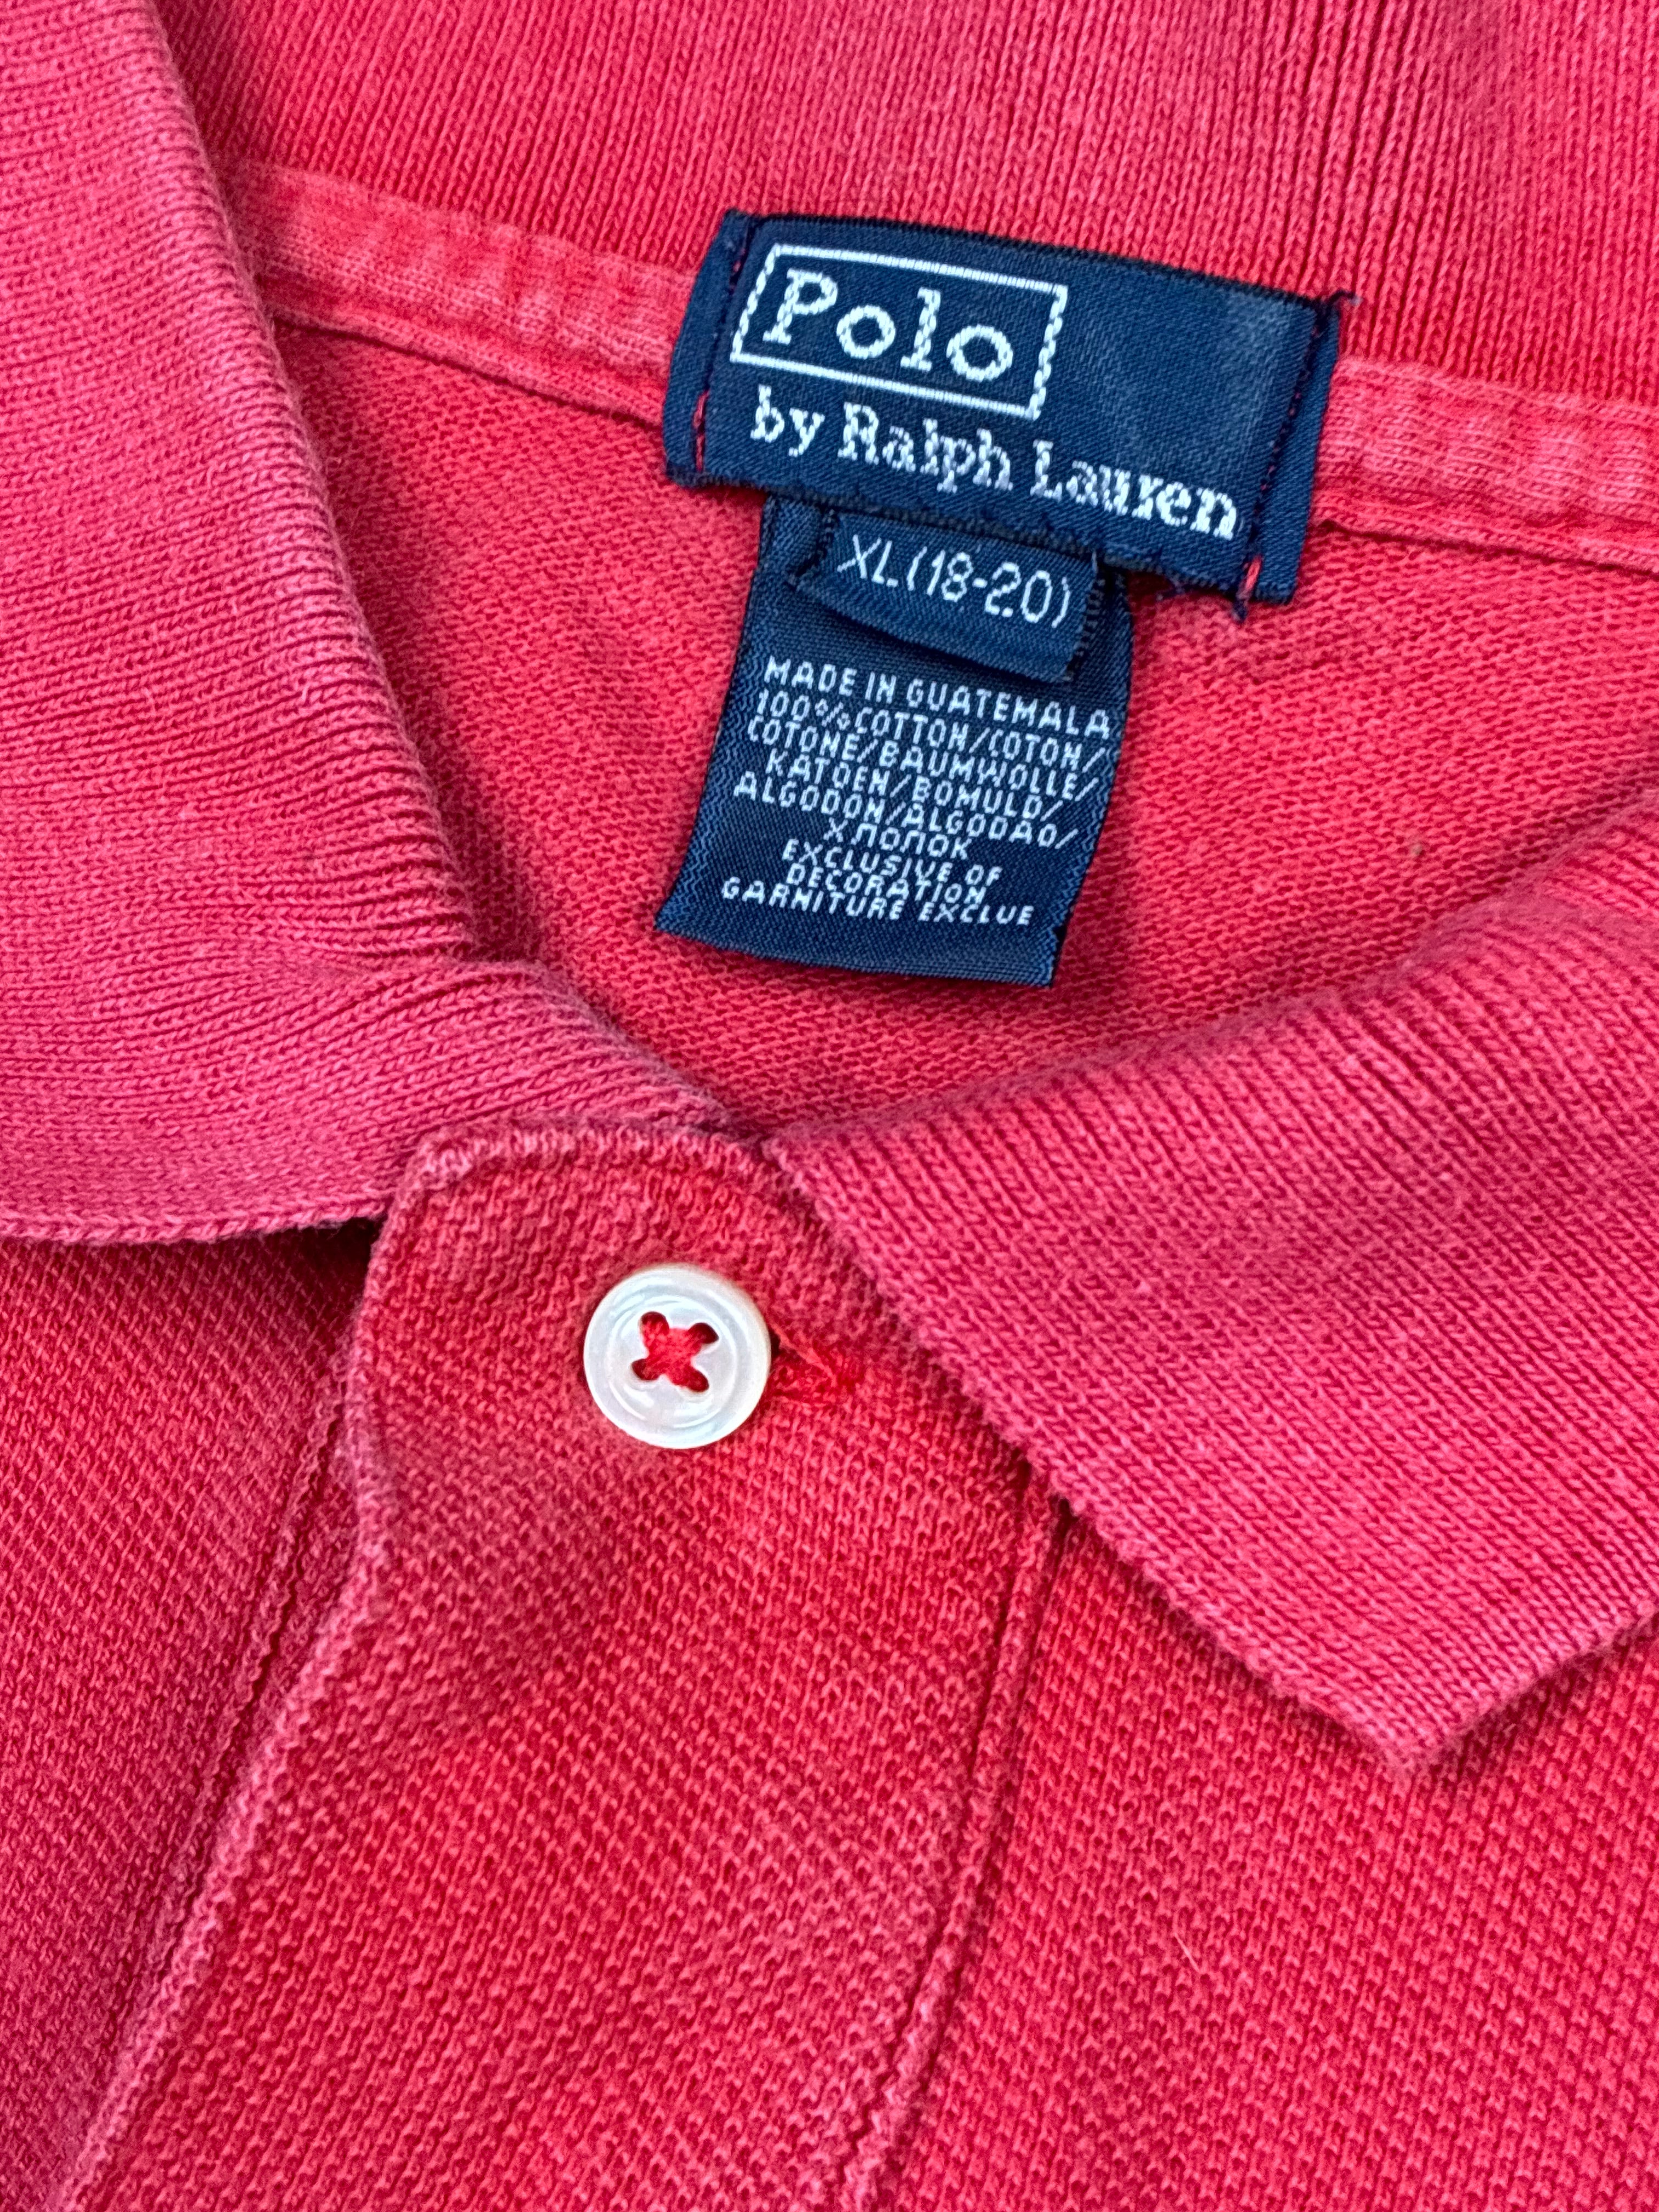 Polo
by Ralph Lauren
XL(18-20)
MADE IN GUATEMALA
100%COTTON/COTON/
COTONE/BAUMWOLLE/
KATOEN/BOMULD/
ALGODON/ALGODAO/
ХЛОПОК
EXCLUSIVE OF
DECORATION
GARNITURE EXCLUE